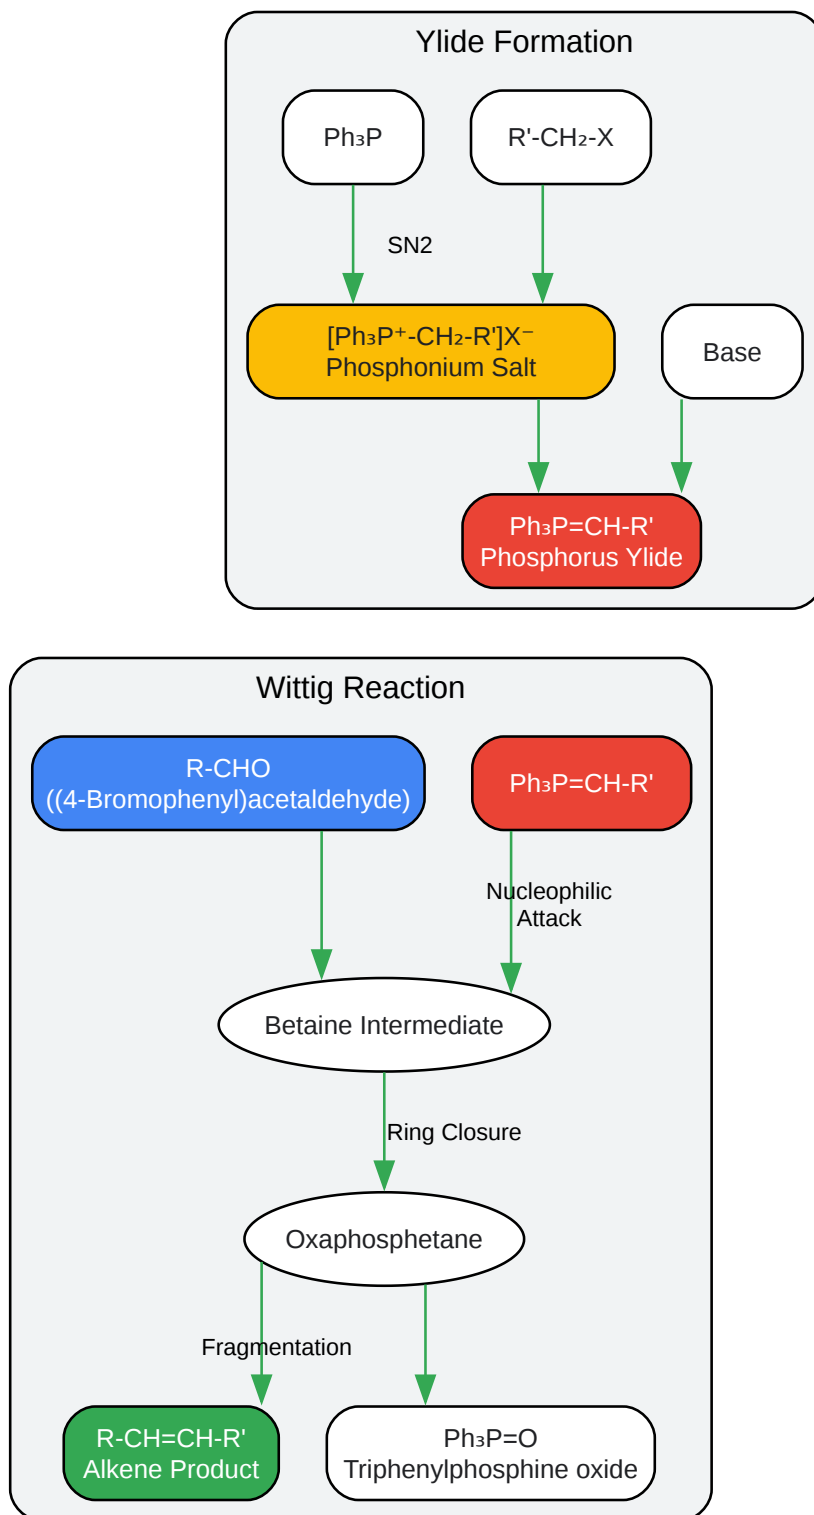 Ylide Formation
Ph₃P
R'-CH₂-X
SN2
[Ph₃P⁺-CH₂-R']X⁻
Phosphonium Salt
Base
Ph₃P=CH-R'
Phosphorus Ylide
Wittig Reaction
R-CHO
((4-Bromophenyl)acetaldehyde)
Ph₃P=CH-R'
Nucleophilic
Attack
Betaine Intermediate
Ring Closure
Oxaphosphetane
Fragmentation
R-CH=CH-R'
Alkene Product
Ph₃P=O
Triphenylphosphine oxide